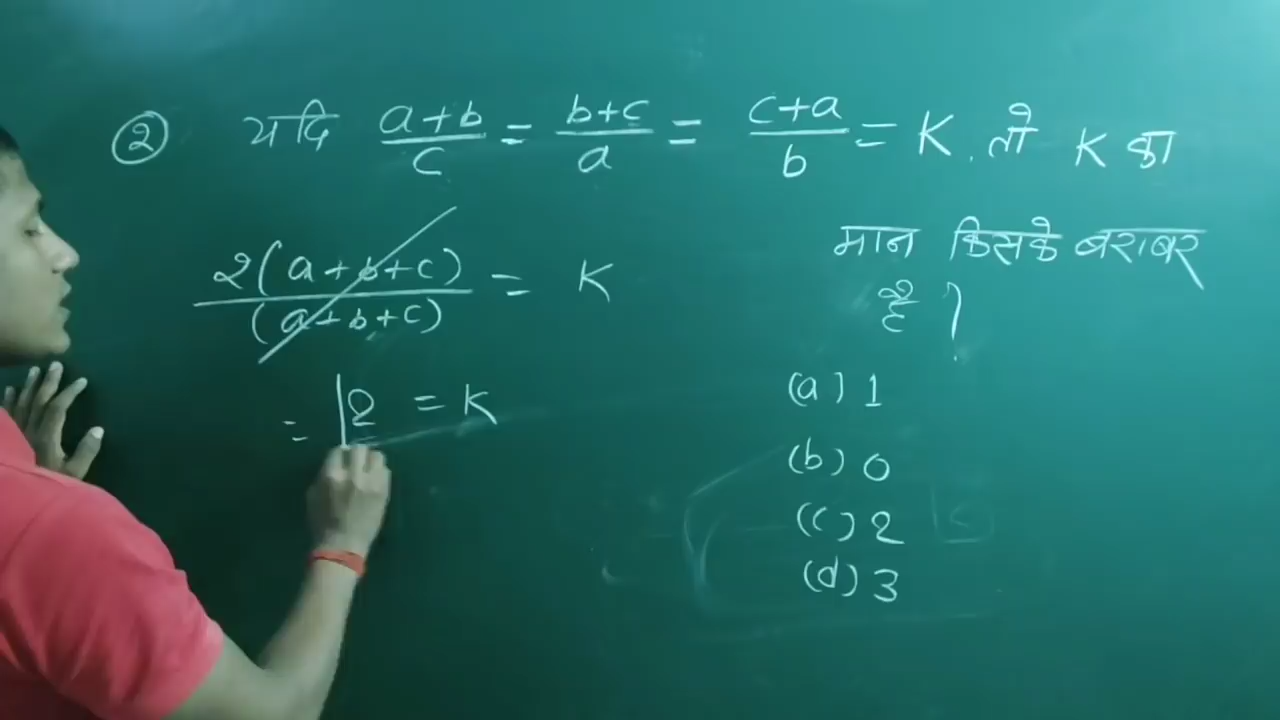 ② यदि a+b/c = b+c/a = c+a/b = K. तो K का
मान किसके बराबर
है ?
2(a+b+c)/(a+b+c) = K
= 2 = K
(a) 1
(b) 0
(c) 2
(d) 3